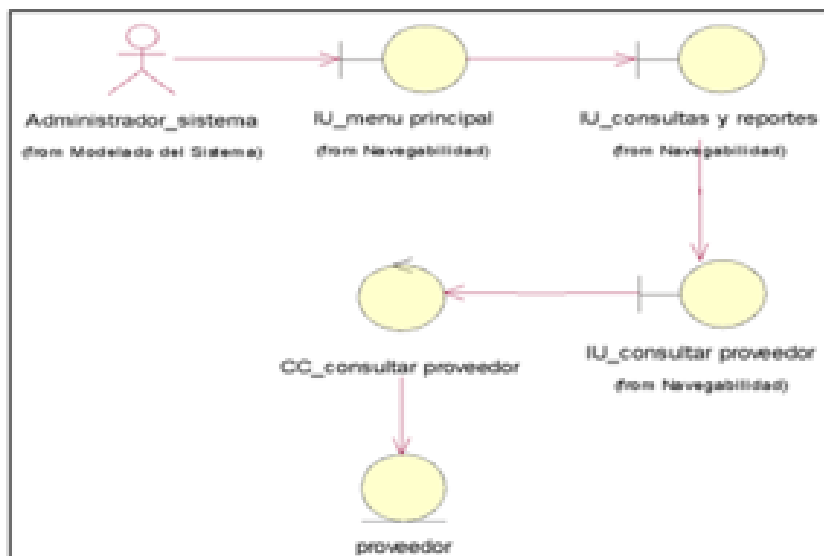 Administrador_sistema
(from Modelado del Sistema)
IU_menu principal
(from Navegabilidad)
IU_consultas y reportes
(from Navegabilidad)
CC_consultar proveedor
IU_consultar proveedor
(from Navegabilidad)
proveedor